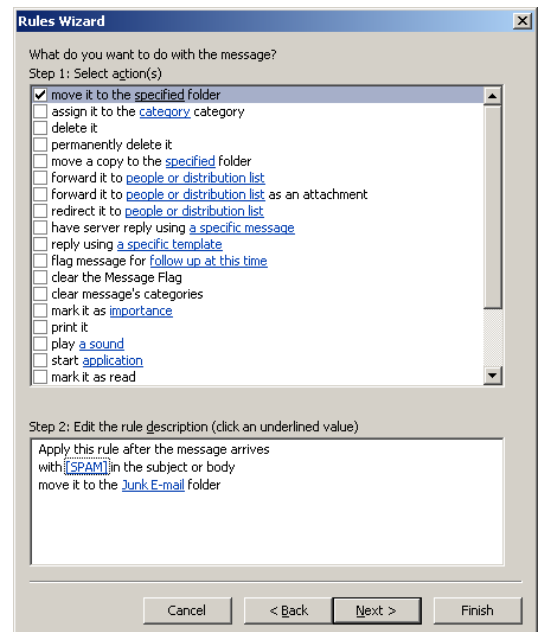 Rules Wizard
What do you want to do with the message?
Step 1: Select action(s)
move it to the specified folder
assign it to the category category
delete it
permanently delete it
move a copy to the specified folder
forward it to people or distribution list
forward it to people or distribution list as an attachment
redirect it to people or distribution list
have server reply using a specific message
reply using a specific template
flag message for follow up at this time
clear the Message Flag
clear message's categories
mark it as importance
print it
play a sound
start application
mark it as read
Step 2: Edit the rule description (click an underlined value)
Apply this rule after the message arrives
with [SPAM] in the subject or body
move it to the Junk E-mail folder
Cancel
< Back
Next >
Finish